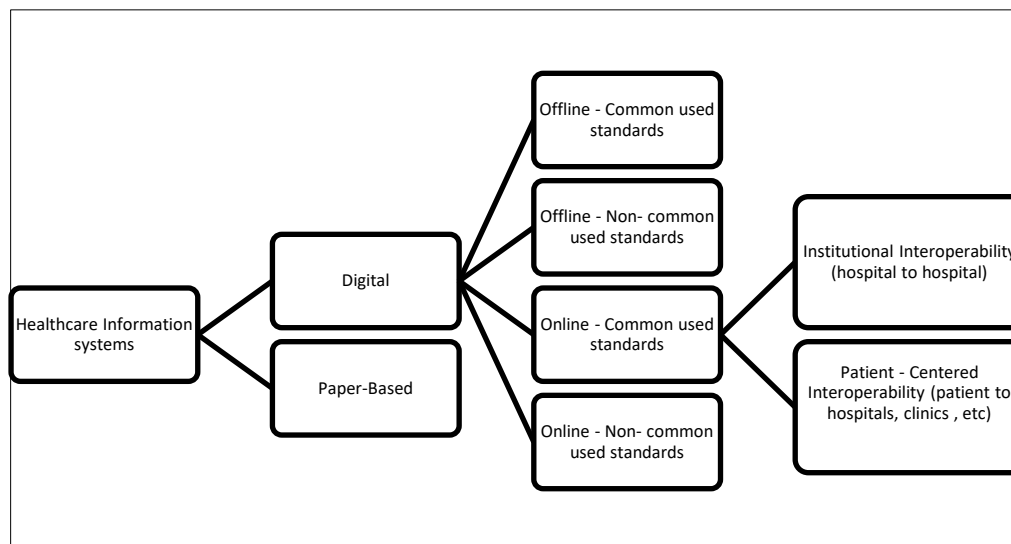 Healthcare Information
systems
Digital
Paper-Based
Offline - Common used
standards
Offline - Non- common
used standards
Online - Common used
standards
Online - Non- common
used standards
Institutional Interoperability
(hospital to hospital)
Patient - Centered
Interoperability (patient to
hospitals, clinics , etc)